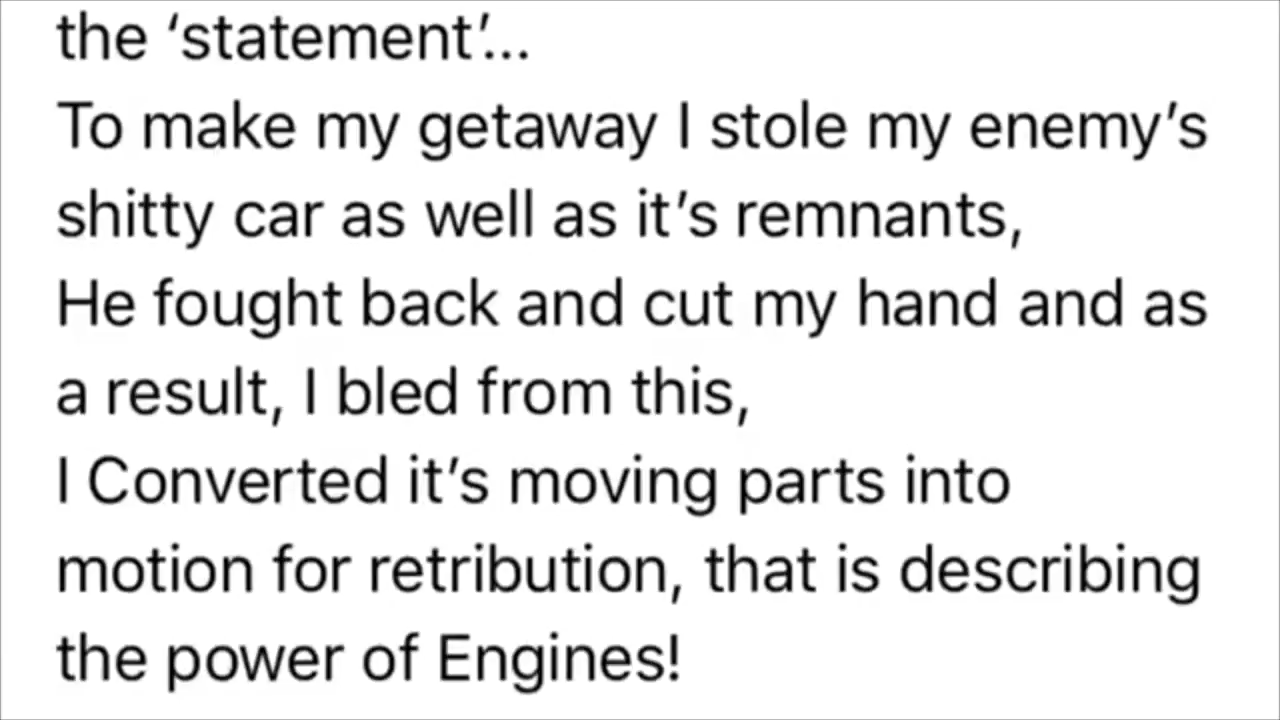 the ‘statement’...
To make my getaway I stole my enemy’s
shitty car as well as it’s remnants,
He fought back and cut my hand and as
a result, I bled from this,
I Converted it’s moving parts into
motion for retribution, that is describing
the power of Engines!